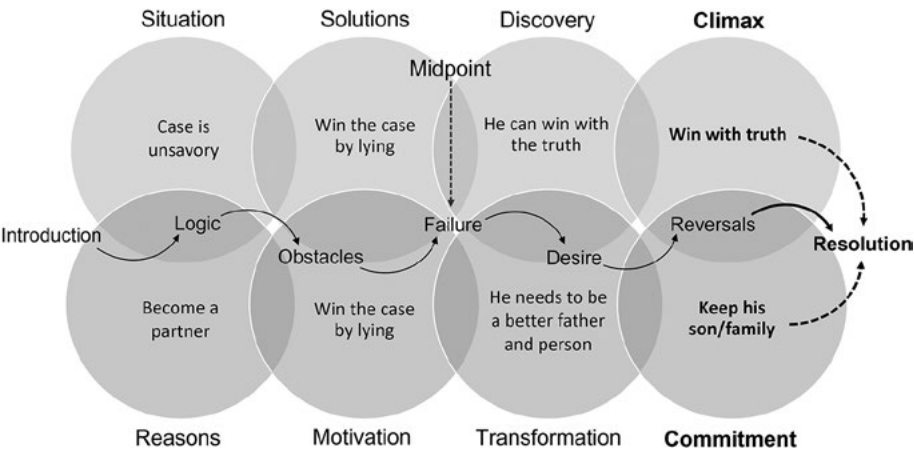 Situation
Solutions
Discovery
Climax
Midpoint
Case is
unsavory
Win the case
by lying
He can win with
the truth
Win with truth
Introduction
Logic
Obstacles
Failure
Desire
Reversals
Resolution
Become a
partner
Win the case
by lying
He needs to be
a better father
and person
Keep his
son/family
Reasons
Motivation
Transformation
Commitment